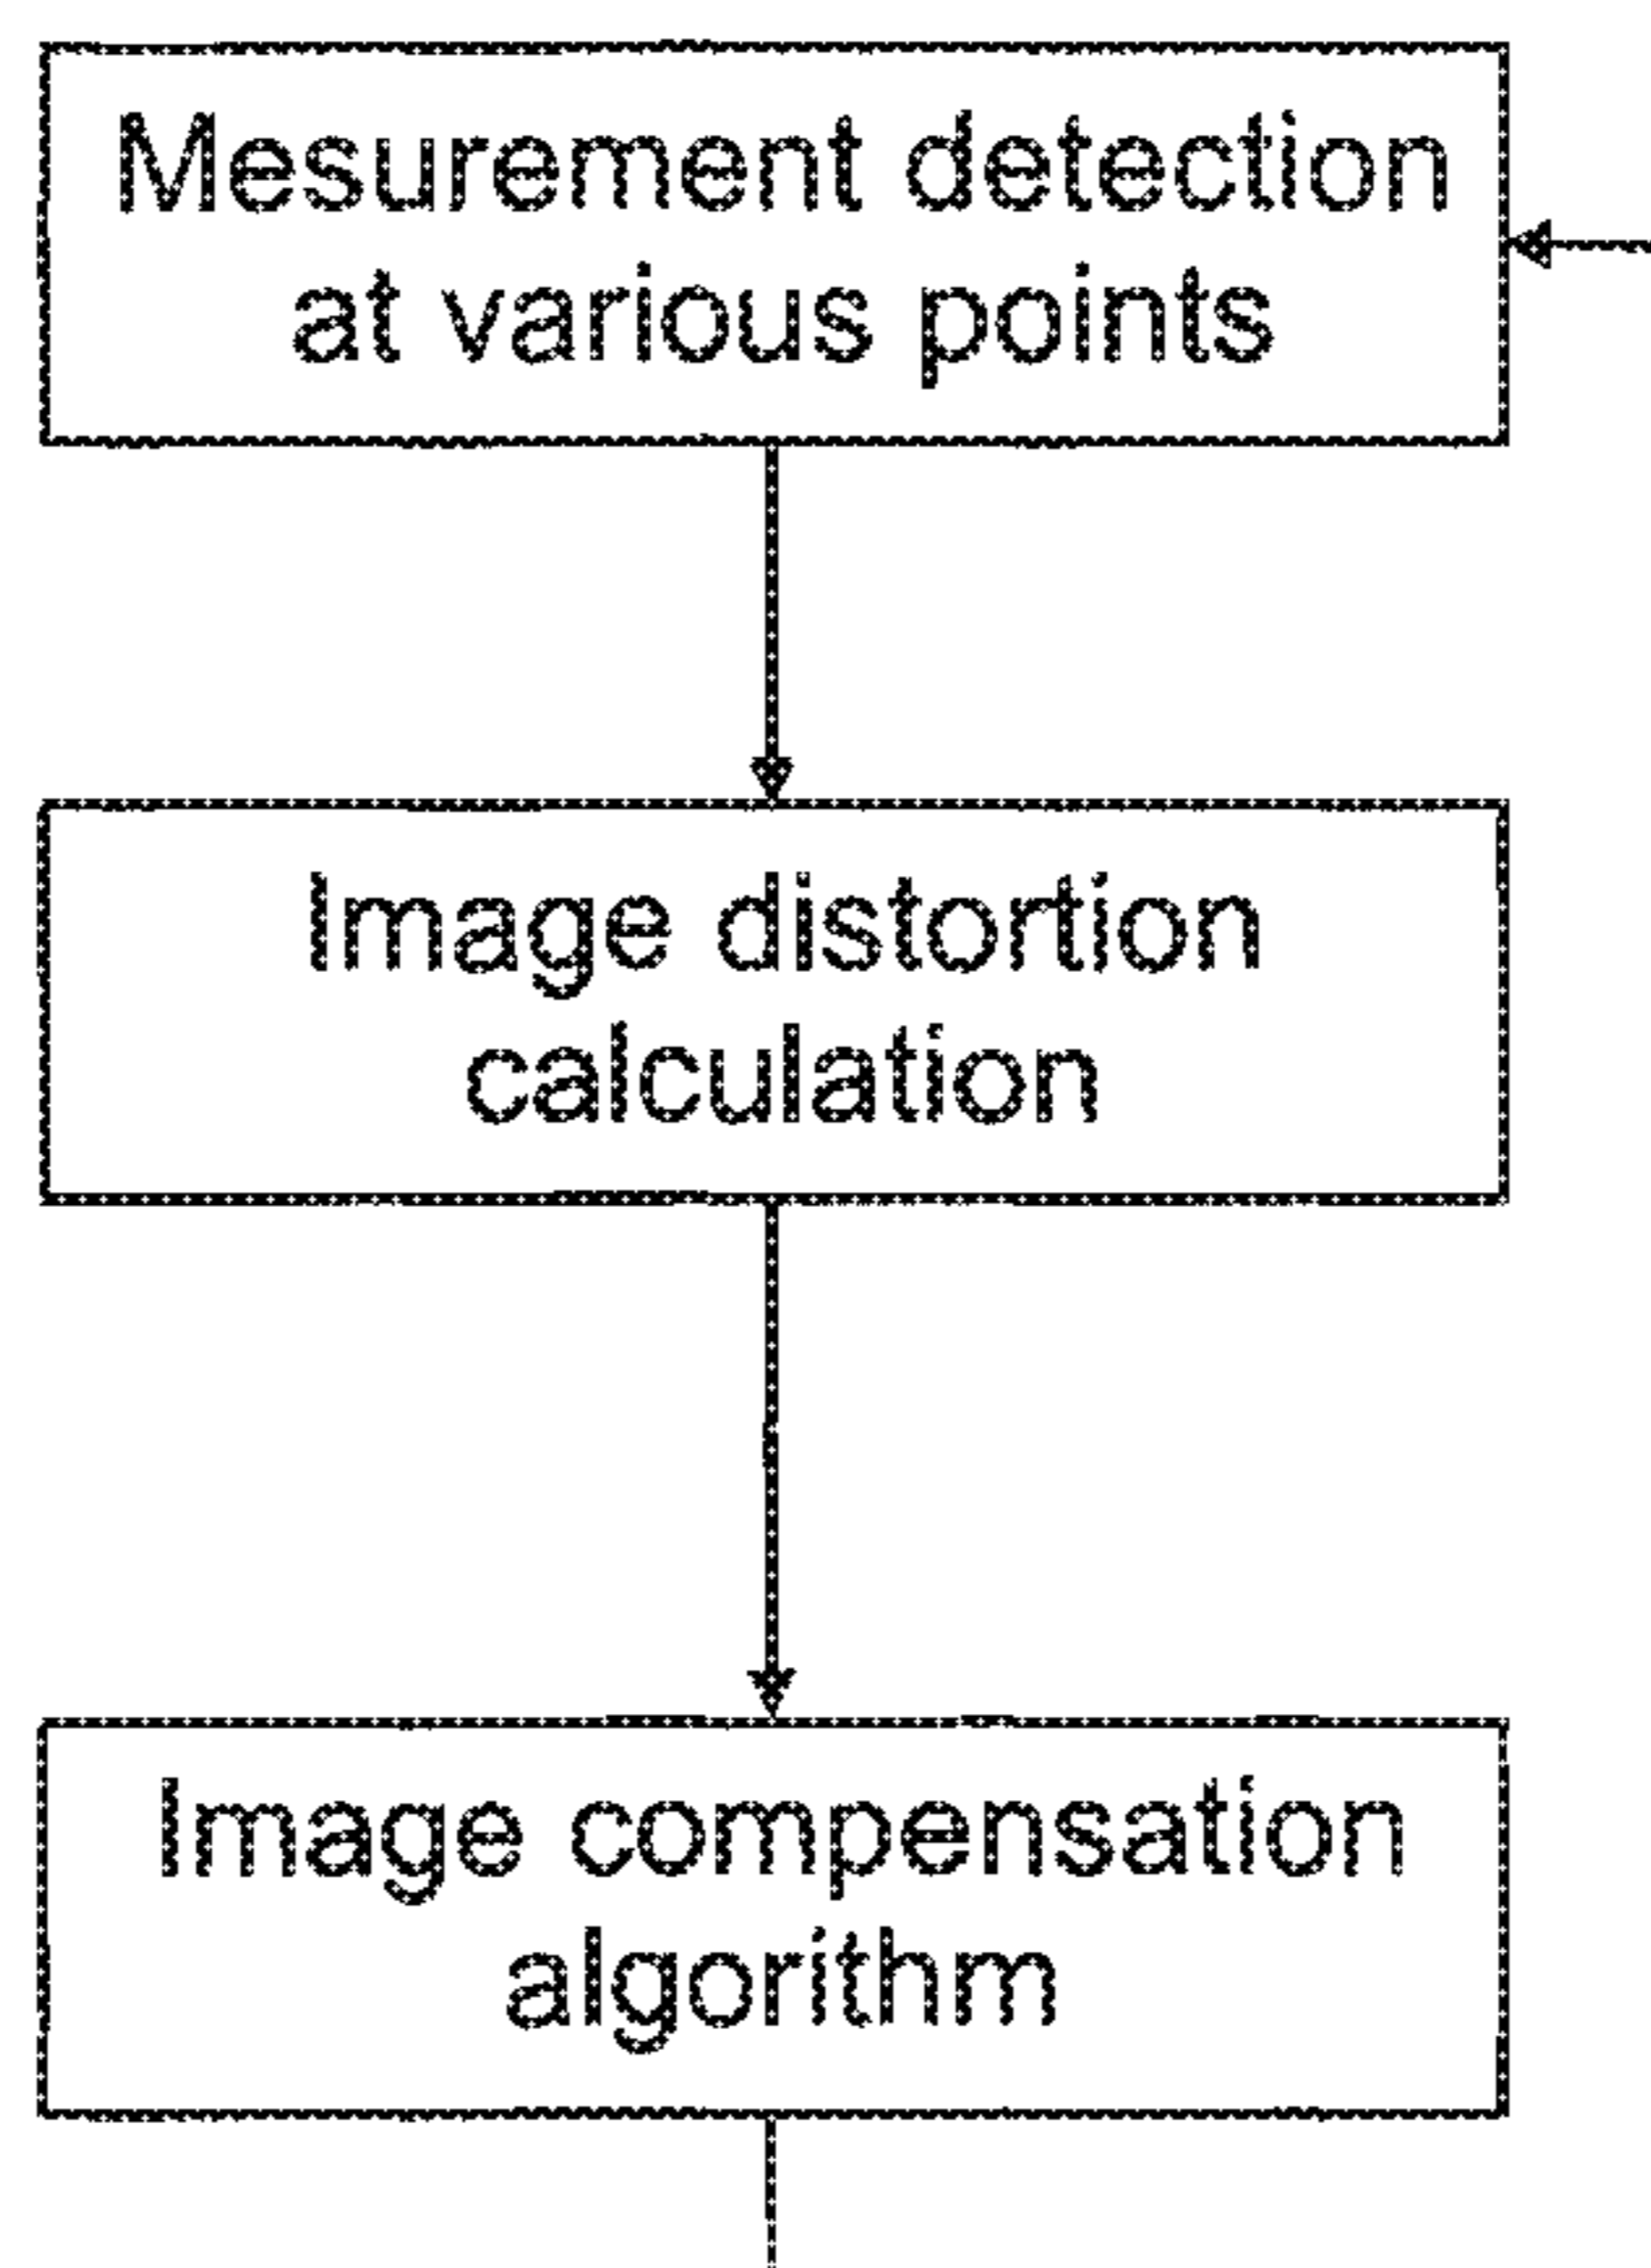 Mesurement detection
at various points
Image distortion
calculation
Image compensation
algorithm